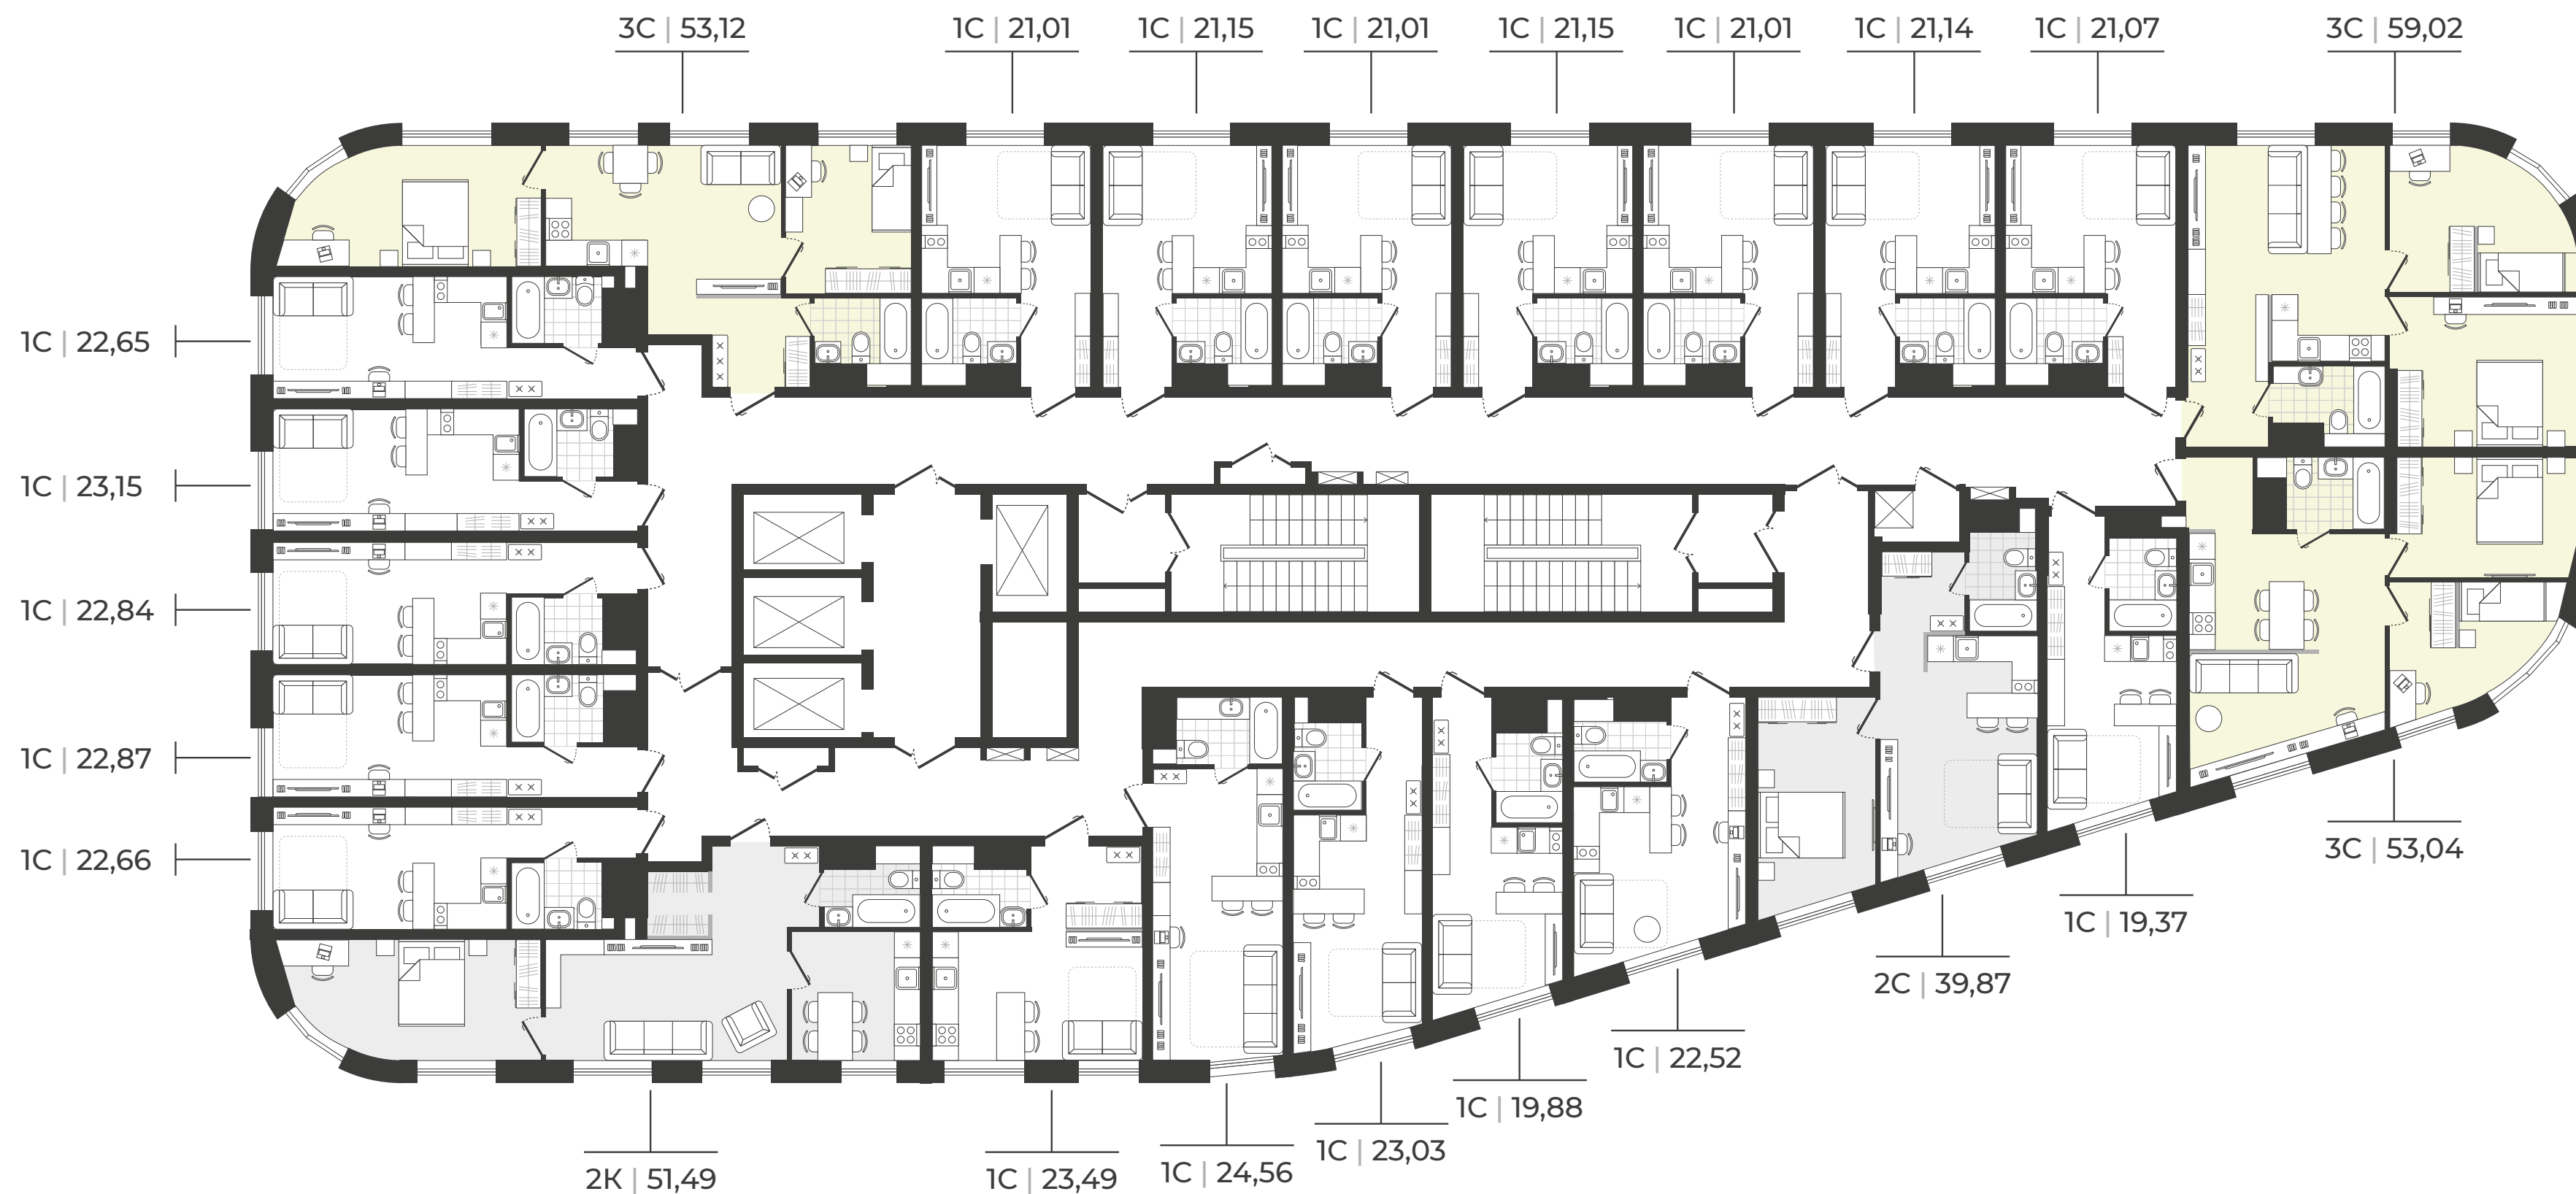 3С | 53,12
1С | 21,01
1С | 21,15
1С | 21,01
1С | 21,15
1С | 21,01
1С | 21,14
1С | 21,07
3С | 59,02
1С | 22,65
1С | 23,15
1С | 22,84
1С | 22,87
1С | 22,66
3С | 53,04
1С | 19,37
2С | 39,87
1С | 22,52
1С | 19,88
1С | 23,03
1С | 24,56
1С | 23,49
2К | 51,49